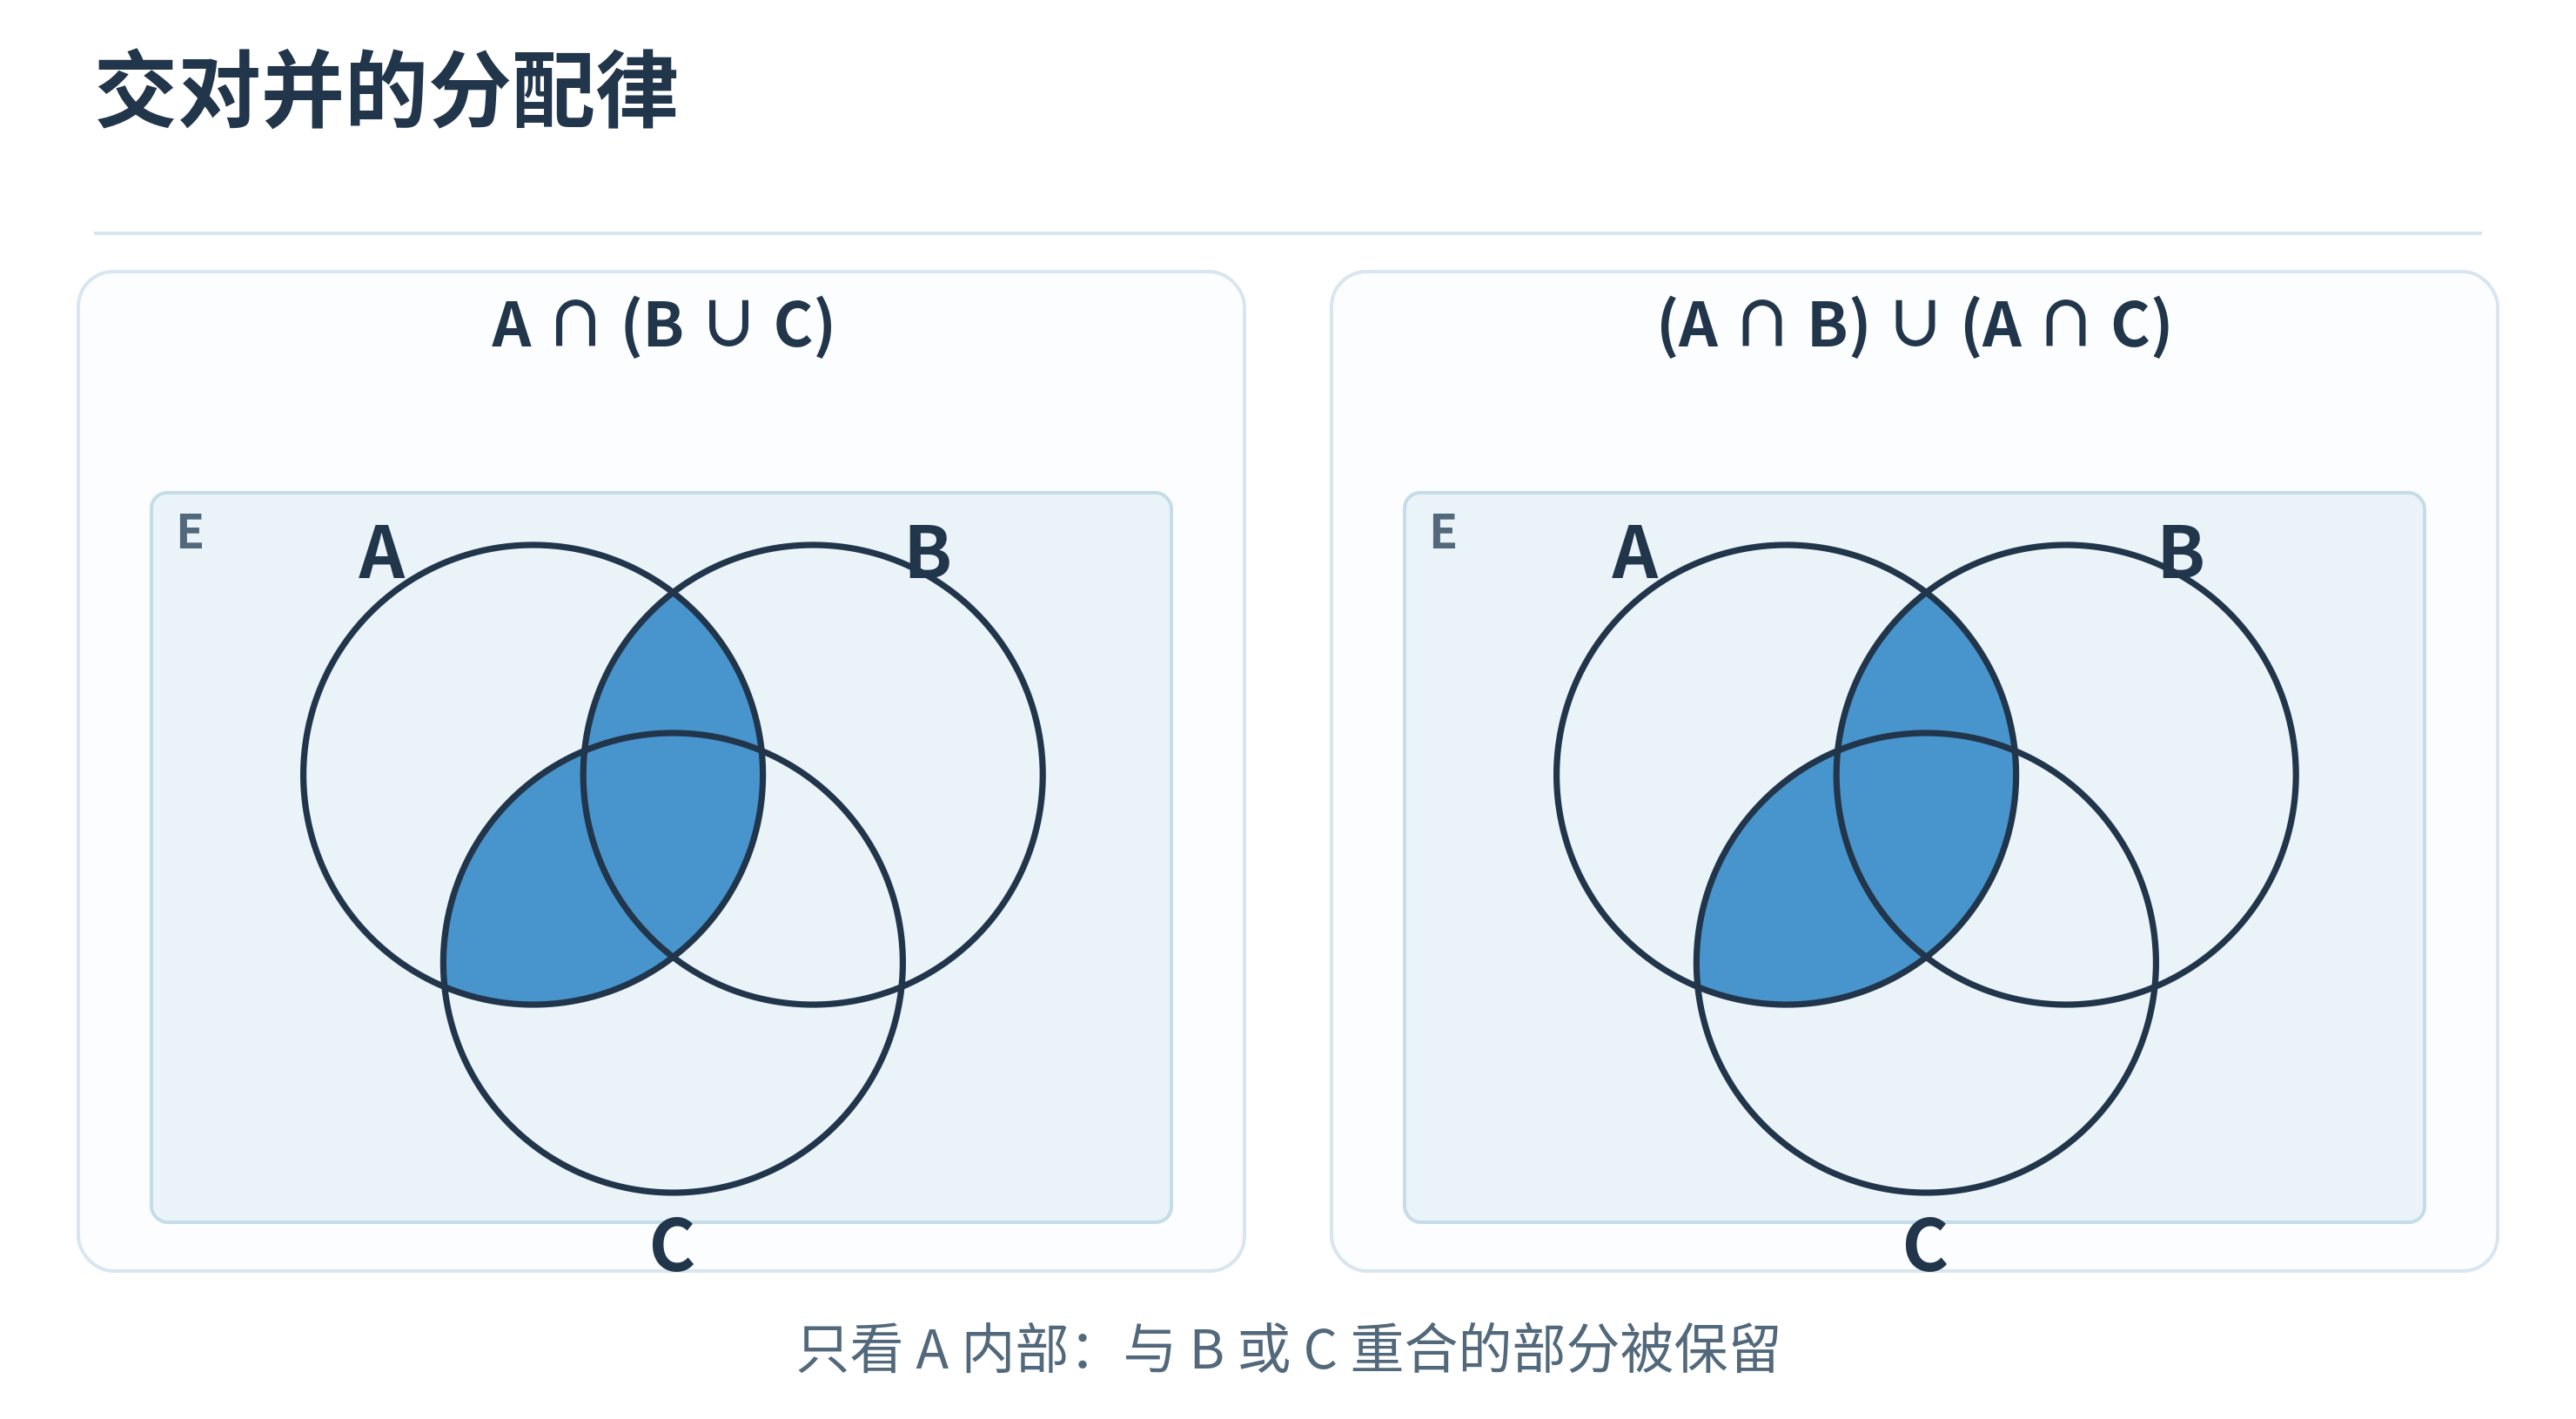 交对并的分配律
A ∩ (B ∪ C)
(A ∩ B) ∪ (A ∩ C)
E
A
B
C
E
A
B
C
只看 A 内部：与 B 或 C 重合的部分被保留